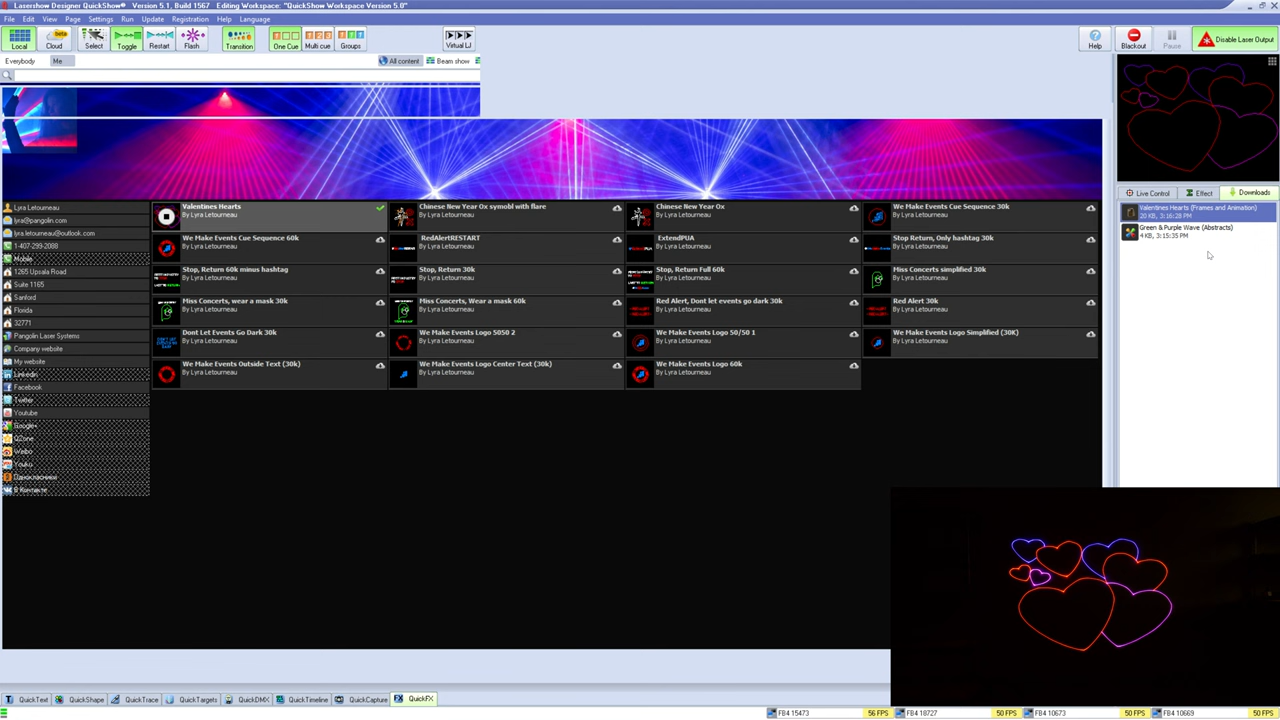 Lasershow Designer QuickShow® Version 5.1, Build 1567 Editing Workspace: "QuickShow Workspace Version 5.0"
File Edit View Page Settings Run Update Registration Help Language
Local Cloud beta Select Toggle Restart Flash Transition One Cue Multi cue Groups Virtual LJ Help Blackout Pause Disable Laser Output
Everybody Me All content Beam show
Live Control Effect Downloads
Valentines Hearts (Frames and Animation)
20 KB, 3:16:28 PM
Green & Purple Wave (Abstracts)
4 KB, 3:15:35 PM
Lyra Letourneau
lyra@pangolin.com
lyra.letourneau@outlook.com
1-407-299-2088
Mobile
1265 Upsala Road
Suite 1165
Sanford
Florida
32771
Pangolin Laser Systems
Company website
My website
Linkedin
Facebook
Twitter
Youtube
Google+
QZone
Weibo
Youku
Одноклассники
В Контакте
Valentines Hearts
By Lyra Letourneau
Chinese New Year Ox symobl with flare
By Lyra Letourneau
Chinese New Year Ox
By Lyra Letourneau
We Make Events Cue Sequence 30k
By Lyra Letourneau
We Make Events Cue Sequence 60k
By Lyra Letourneau
RedAlertRESTART
By Lyra Letourneau
ExtendPUA
By Lyra Letourneau
Stop Return, Only hashtag 30k
By Lyra Letourneau
Stop, Return 60k minus hashtag
By Lyra Letourneau
Stop, Return 30k
By Lyra Letourneau
Stop, Return Full 60k
By Lyra Letourneau
Miss Concerts simplified 30k
By Lyra Letourneau
Miss Concerts, wear a mask 30k
By Lyra Letourneau
Miss Concerts, Wear a mask 60k
By Lyra Letourneau
Red Alert, Dont let events go dark 30k
By Lyra Letourneau
Red Alert 30k
By Lyra Letourneau
Dont Let Events Go Dark 30k
By Lyra Letourneau
We Make Events Logo 5050 2
By Lyra Letourneau
We Make Events Logo 50/50 1
By Lyra Letourneau
We Make Events Logo Simplified (30K)
By Lyra Letourneau
We Make Events Outside Text (30k)
By Lyra Letourneau
We Make Events Logo Center Text (30k)
By Lyra Letourneau
We Make Events Logo 60k
By Lyra Letourneau
QuickText QuickShape QuickTrace QuickTargets QuickDMX QuickTimeline QuickCapture QuickFX
FB4 15473 56 FPS FB4 18727 50 FPS FB4 10673 50 FPS FB4 10669 50 FPS